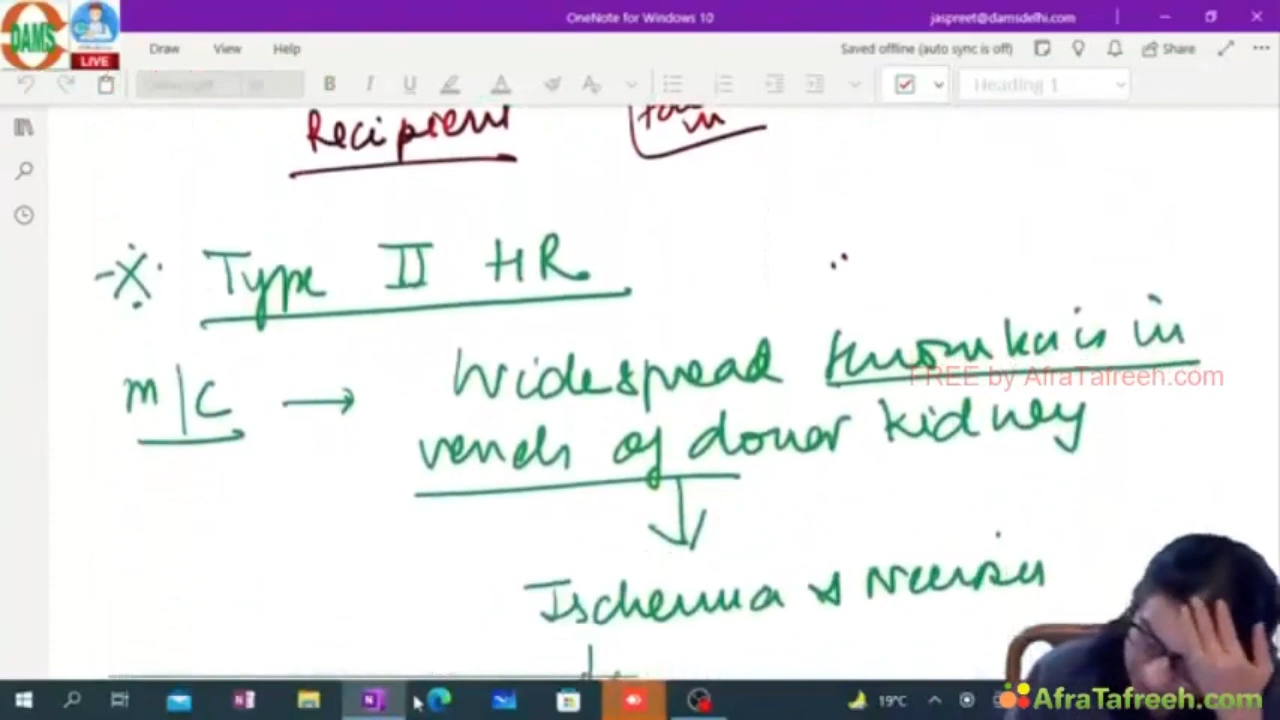 DAMS
LIVE
OneNote for Windows 10
jaspreet@damsdelhi.com
Draw View Help
Saved offline (auto sync is off)
Share
B I U
Heading 1
Recipient
in
Type II HR
m/c → Widespread thrombosis in
FREE by AfraTafreeh.com
vessels of donor kidney
Ischemia & Necrosis
19°C
AfraTafreeh.com